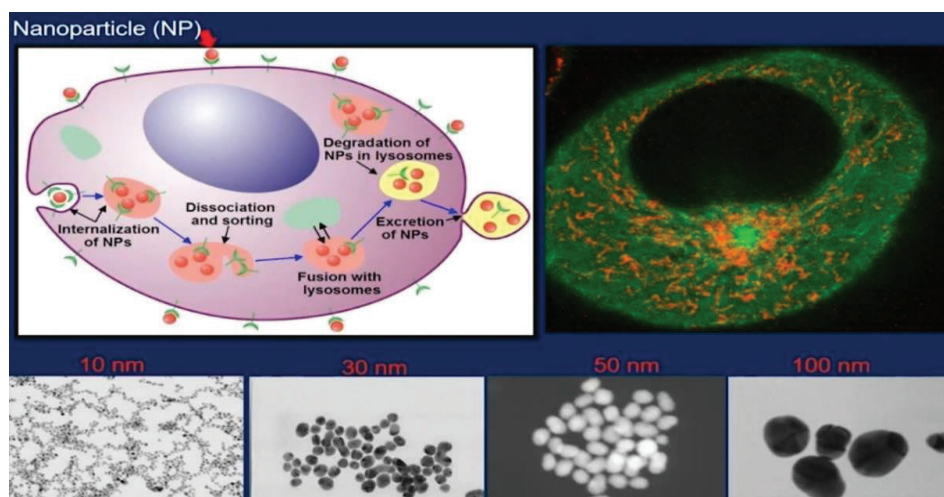 Nanoparticle (NP)
Degradation of
NPs in lysosomes
Dissociation
and sorting
Internalization
of NPs
Excretion
of NPs
Fusion with
lysosomes
10 nm
30 nm
50 nm
100 nm